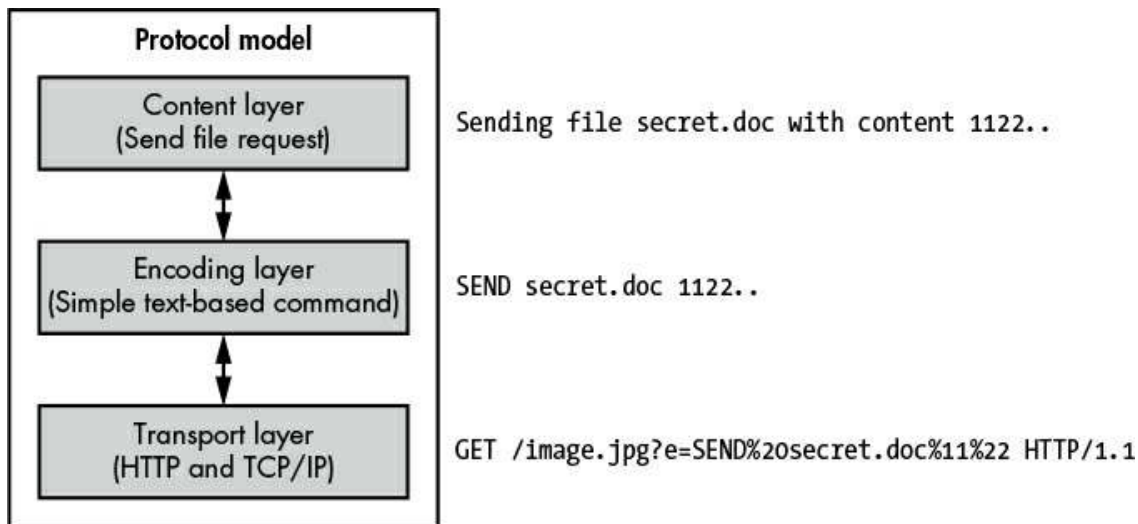 Protocol model
Content layer
(Send file request)
Sending file secret.doc with content 1122..
Encoding layer
(Simple text-based command)
SEND secret.doc 1122..
Transport layer
(HTTP and TCP/IP)
GET /image.jpg?e=SEND%20secret.doc%11%22 HTTP/1.1